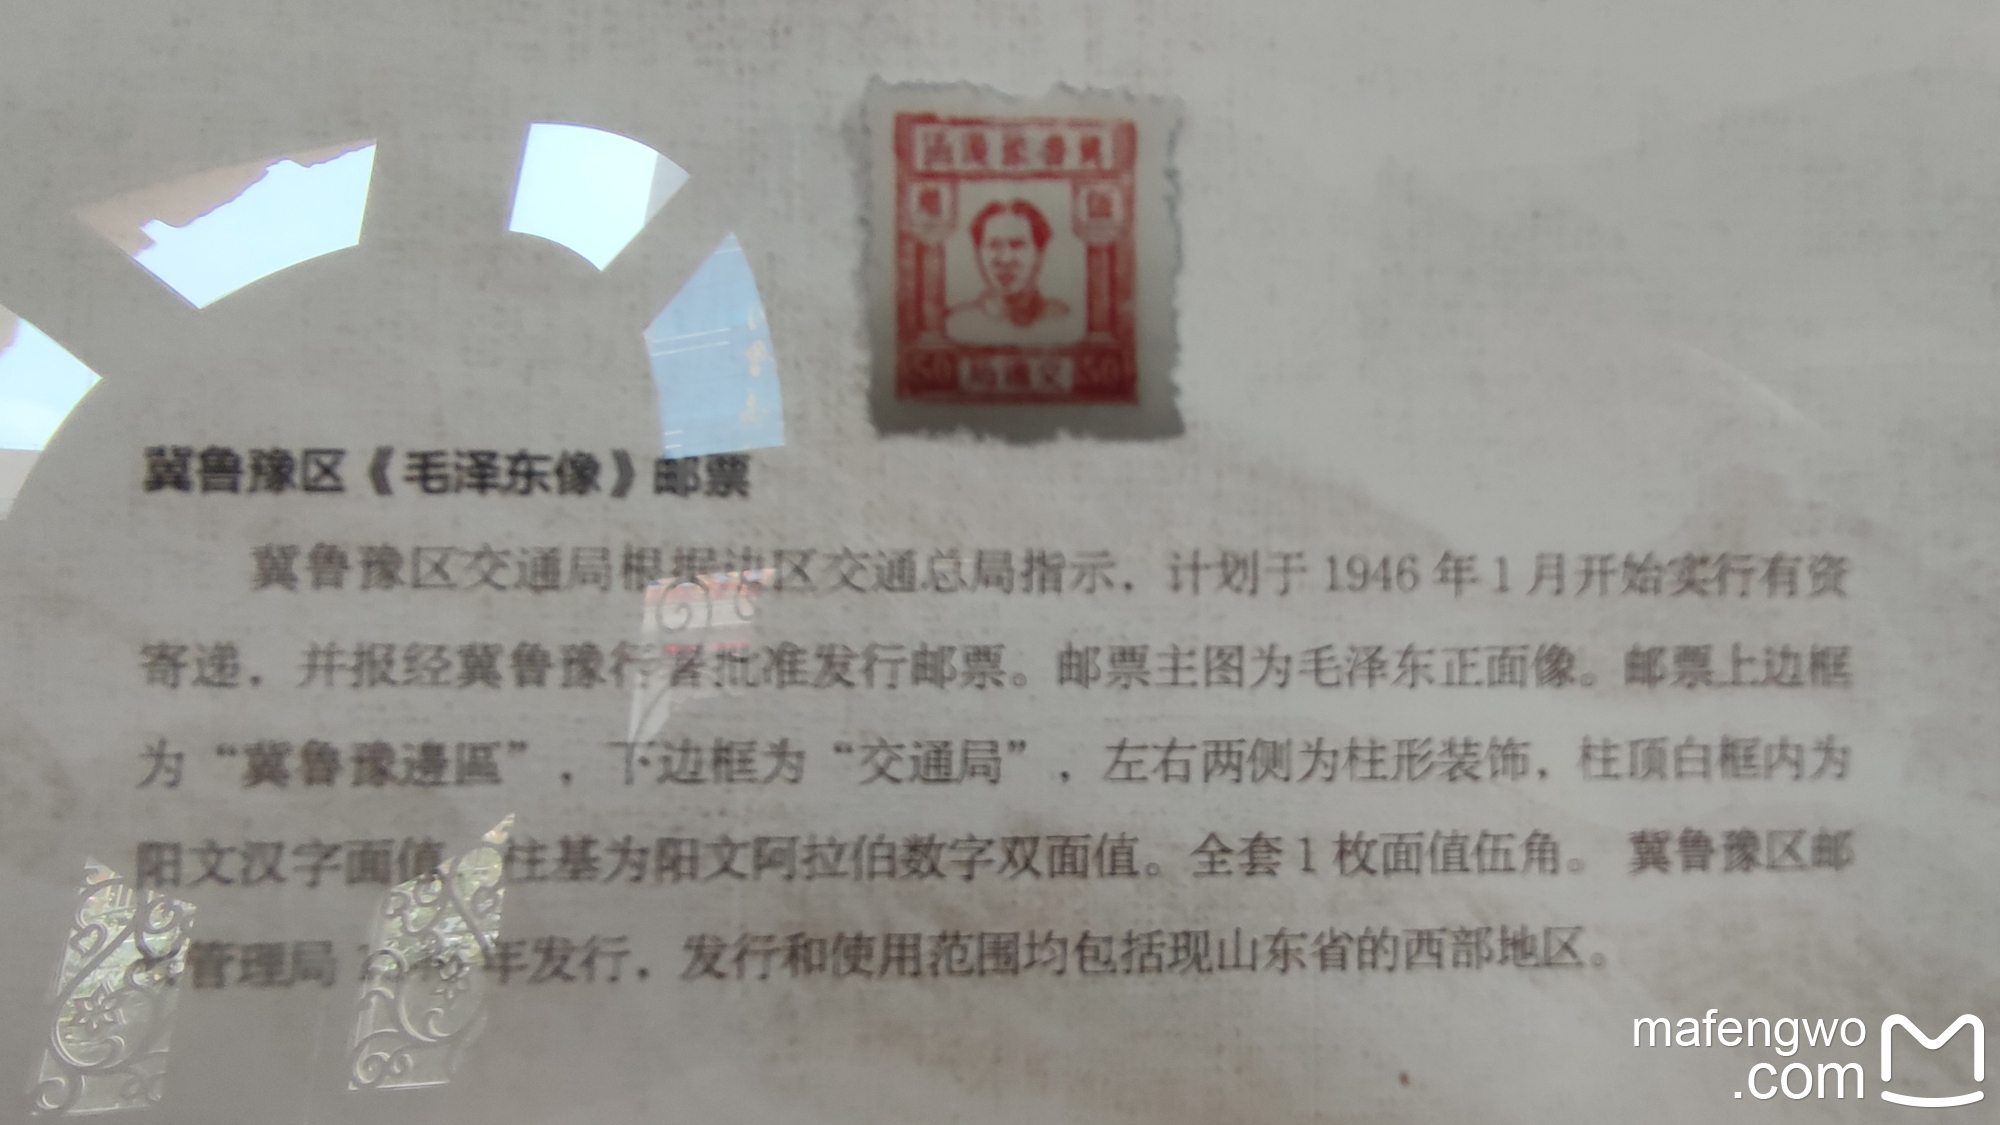 冀鲁豫邊區
伍
角
50 交通局 50
冀鲁豫区《毛泽东像》邮票
冀鲁豫区交通局根据边区交通总局指示，计划于 1946 年 1 月开始实行有资
寄递，并报经冀鲁豫行署批准发行邮票。邮票主图为毛泽东正面像。邮票上边框
为“冀鲁豫邊區”，下边框为“交通局”，左右两侧为柱形装饰，柱顶白框内为
阳文汉字面值，柱基为阳文阿拉伯数字双面值。全套 1 枚面值伍角。 冀鲁豫区邮
管理局 年发行，发行和使用范围均包括现山东省的西部地区。
mafengwo
.com